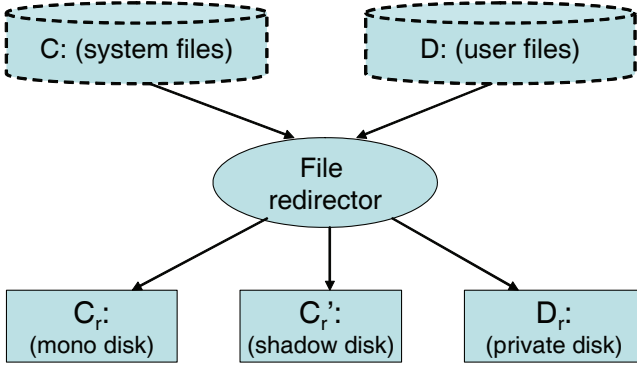 C: (system files)
D: (user files)
File
redirector
Cr:
(mono disk)
Cr’:
(shadow disk)
Dr:
(private disk)